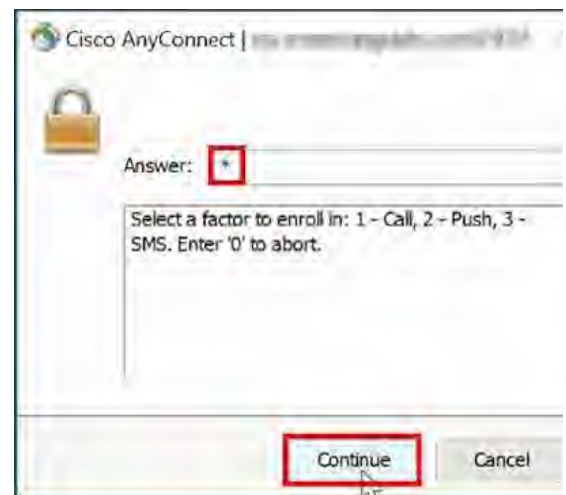 Cisco AnyConnect |
Answer: *
Select a factor to enroll in: 1 - Call, 2 - Push, 3 -
SMS. Enter '0' to abort.
Continue Cancel